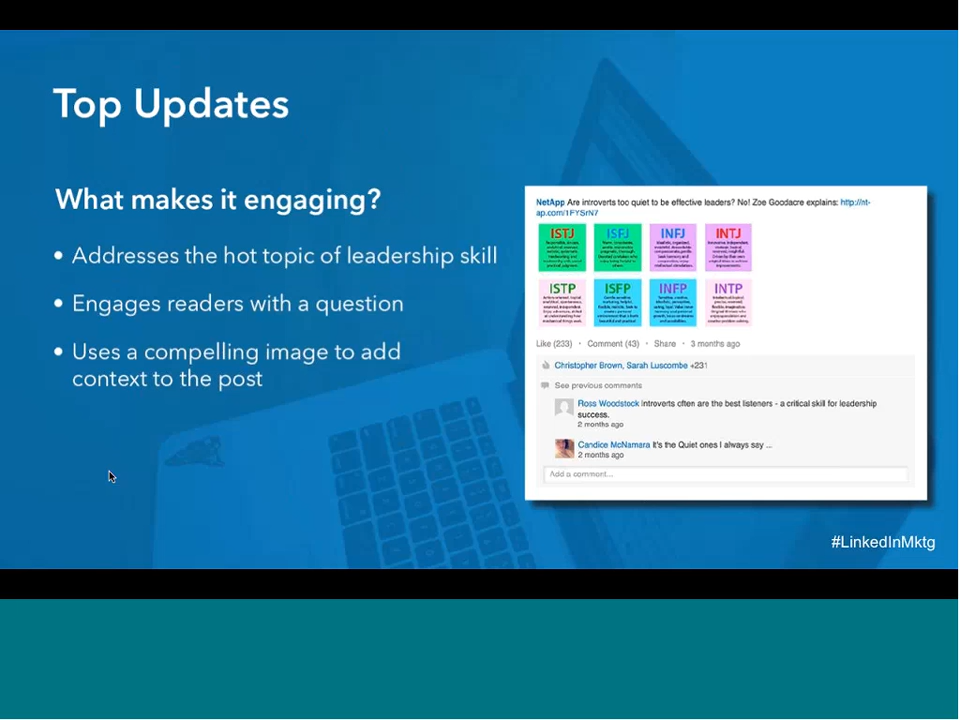 Top Updates
What makes it engaging?
• Addresses the hot topic of leadership skill
• Engages readers with a question
• Uses a compelling image to add
context to the post
NetApp Are introverts too quiet to be effective leaders? No! Zoe Goodacre explains: http://nt-
ap.com/1FYSrN7
ISTJ ISFJ INFJ INTJ
ISTP ISFP INFP INTP
Like (233) · Comment (43) · Share · 3 months ago
Christopher Brown, Sarah Luscombe +231
See previous comments
Ross Woodstock introverts often are the best listeners - a critical skill for leadership
success.
2 months ago
Candice McNamara it's the Quiet ones I always say ...
2 months ago
Add a comment...
#LinkedInMktg